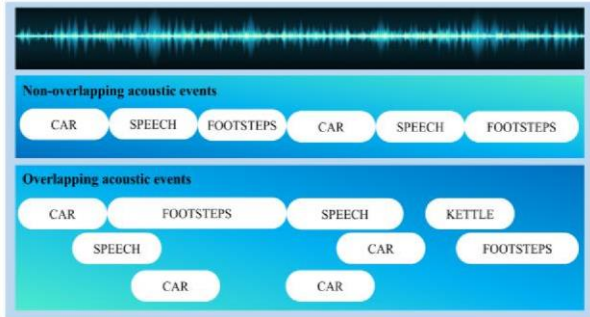 Non-overlapping acoustic events
CAR SPEECH FOOTSTEPS CAR SPEECH FOOTSTEPS
Overlapping acoustic events
CAR FOOTSTEPS SPEECH KETTLE
SPEECH CAR FOOTSTEPS
CAR CAR